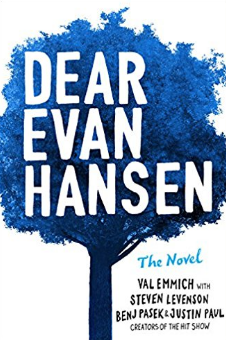 DEAR
EVAN
HANSEN
The Novel
VAL EMMICH WITH
STEVEN LEVENSON
BENJ PASEK & JUSTIN PAUL
CREATORS OF THE HIT SHOW